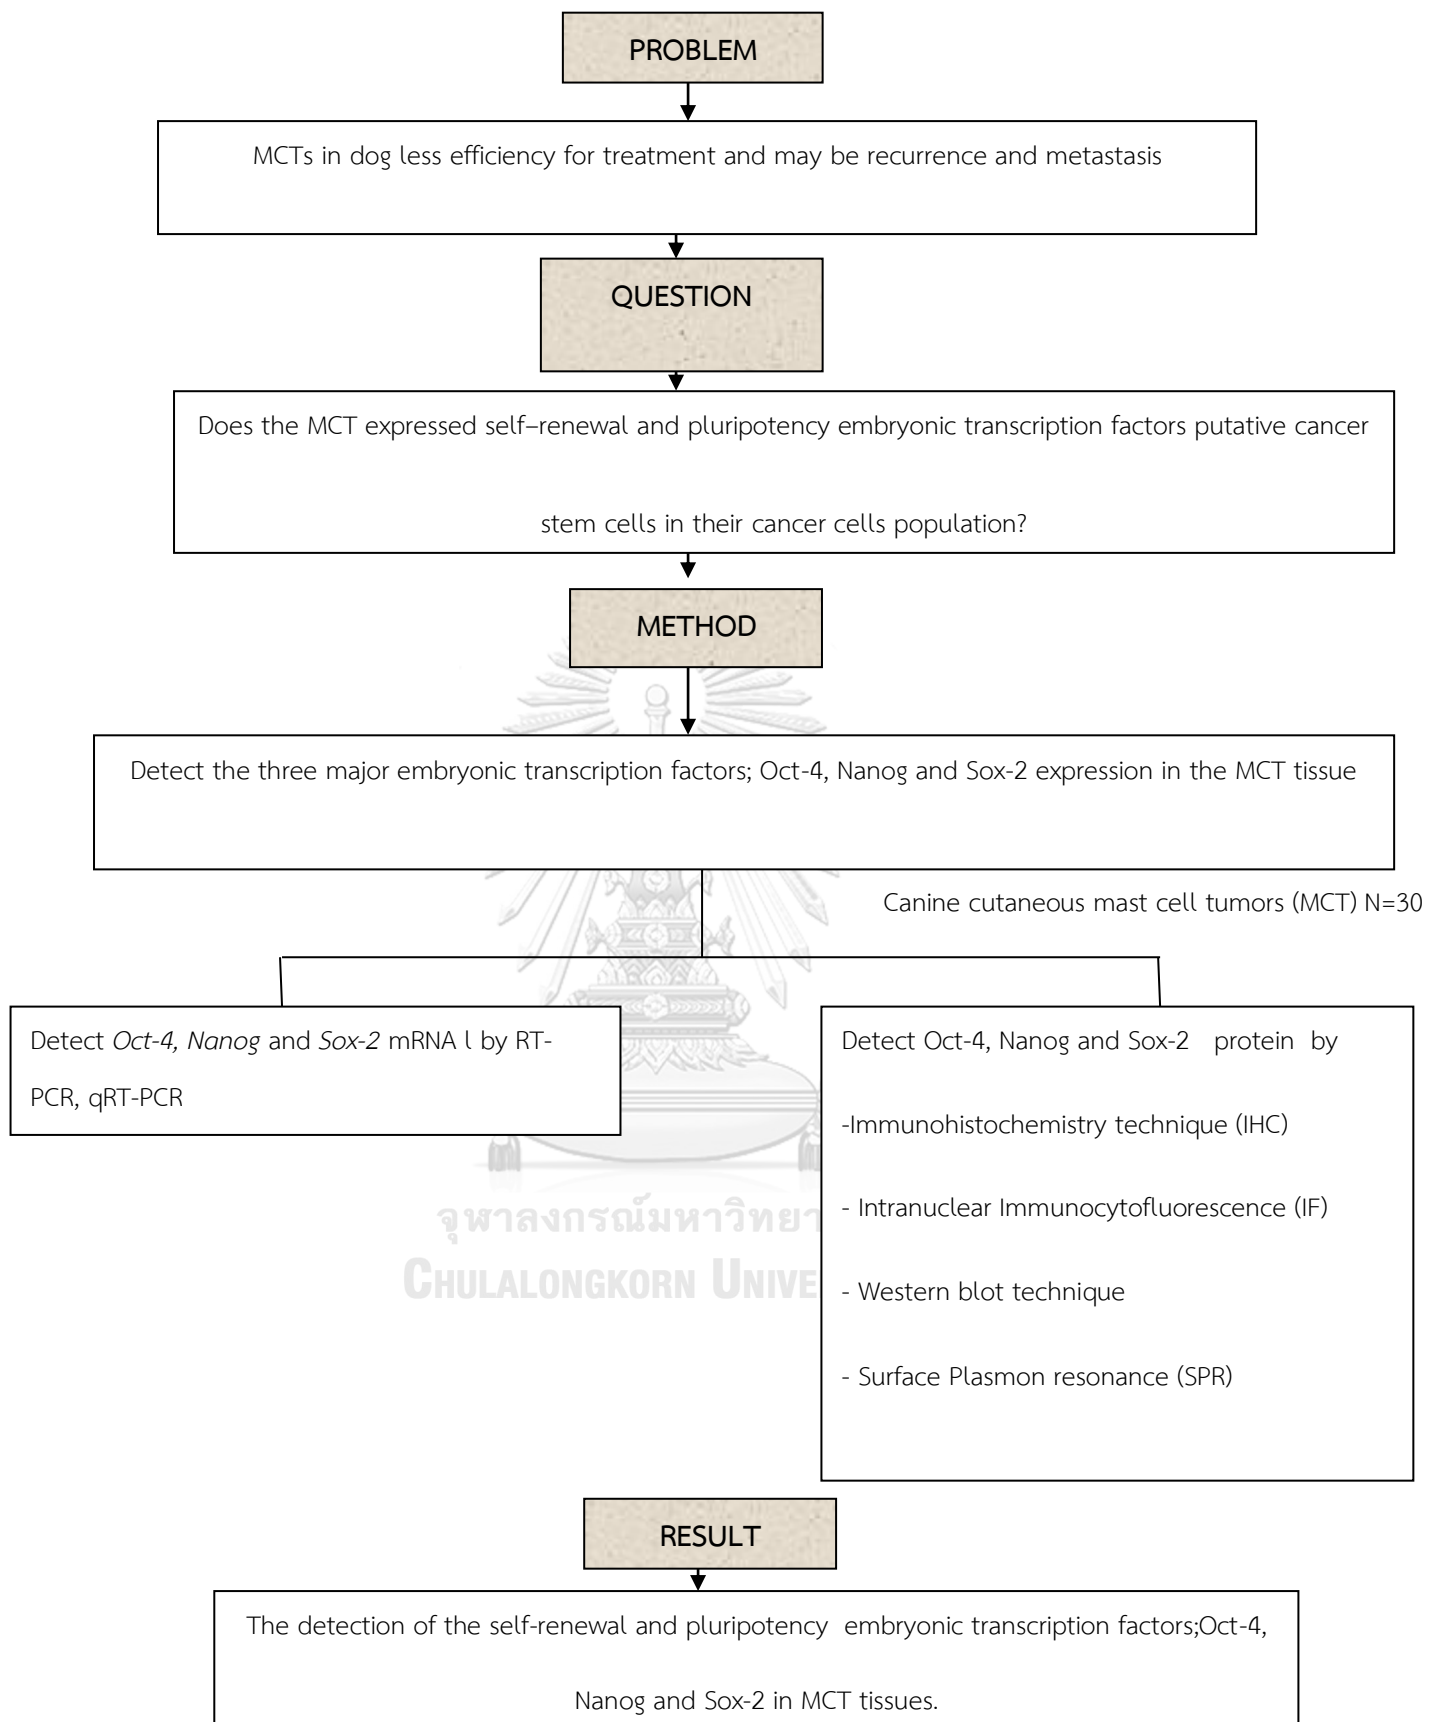 PROBLEM
MCTs in dog less efficiency for treatment and may be recurrence and metastasis
QUESTION
Does the MCT expressed self–renewal and pluripotency embryonic transcription factors putative cancer
stem cells in their cancer cells population?
METHOD
Detect the three major embryonic transcription factors; Oct-4, Nanog and Sox-2 expression in the MCT tissue
Canine cutaneous mast cell tumors (MCT) N=30
Detect Oct-4, Nanog and Sox-2 mRNA l by RT-
PCR, qRT-PCR
Detect Oct-4, Nanog and Sox-2 protein by
-Immunohistochemistry technique (IHC)
- Intranuclear Immunocytofluorescence (IF)
- Western blot technique
- Surface Plasmon resonance (SPR)
จุฬาลงกรณ์มหาวิทยา
CHULALONGKORN UNIVE
RESULT
The detection of the self-renewal and pluripotency embryonic transcription factors;Oct-4,
Nanog and Sox-2 in MCT tissues.